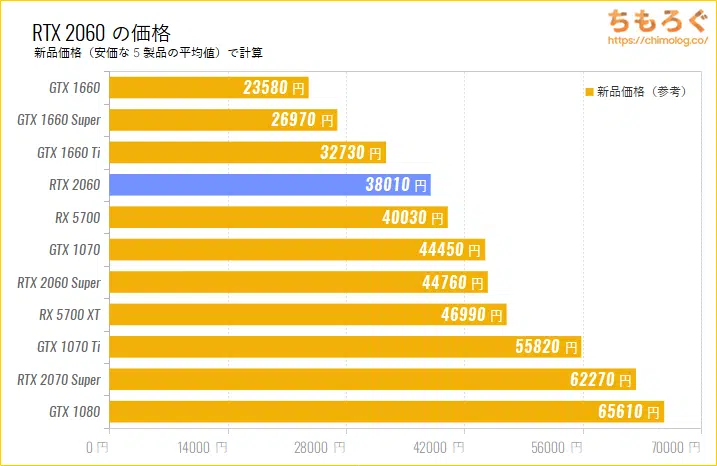 RTX 2060 の価格
新品価格（安価な 5 製品の平均値）で計算
ちもろぐ
https://chimolog.co/
新品価格（参考）
GTX 1660 23580 円
GTX 1660 Super 26970 円
GTX 1660 Ti 32730 円
RTX 2060 38010 円
RX 5700 40030 円
GTX 1070 44450 円
RTX 2060 Super 44760 円
RX 5700 XT 46990 円
GTX 1070 Ti 55820 円
RTX 2070 Super 62270 円
GTX 1080 65610 円
0 円 14000 円 28000 円 42000 円 56000 円 70000 円